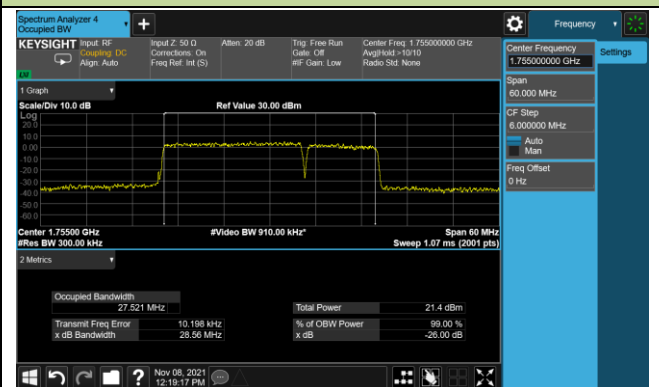 Spectrum Analyzer 4
Occupied BW
+
Frequency
KEYSIGHT
Input: RF
Coupling: DC
Align: Auto
Input Z: 50 Ω
Corrections: On
Freq Ref: Int (S)
Atten: 20 dB
Trig: Free Run
Gate: Off
#IF Gain: Low
Center Freq: 1.755000000 GHz
Avg|Hold:>10/10
Radio Std: None
Center Frequency
1.755000000 GHz
Settings
Span
60.000 MHz
CF Step
6.000000 MHz
Auto
Man
Freq Offset
0 Hz
1 Graph
Scale/Div 10.0 dB
Ref Value 30.00 dBm
Log
20.0
10.0
0.00
-10.0
-20.0
-30.0
-40.0
-50.0
-60.0
Center 1.75500 GHz
#Video BW 910.00 kHz*
Span 60 MHz
#Res BW 300.00 kHz
Sweep 1.07 ms (2001 pts)
2 Metrics
Occupied Bandwidth
27.521 MHz
Total Power
21.4 dBm
Transmit Freq Error
10.198 kHz
% of OBW Power
99.00 %
x dB Bandwidth
28.56 MHz
x dB
-26.00 dB
?
Nov 08, 2021
12:19:17 PM